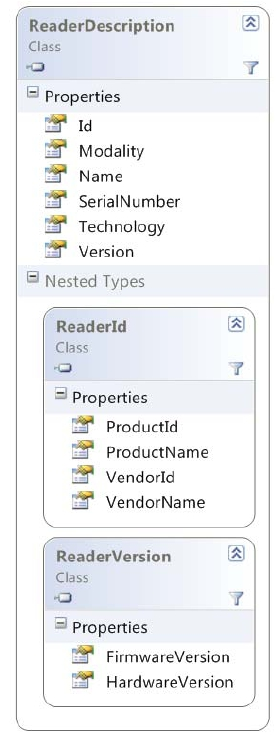 ReaderDescription
Class
Properties
Id
Modality
Name
SerialNumber
Technology
Version
Nested Types
ReaderId
Class
Properties
ProductId
ProductName
VendorId
VendorName
ReaderVersion
Class
Properties
FirmwareVersion
HardwareVersion